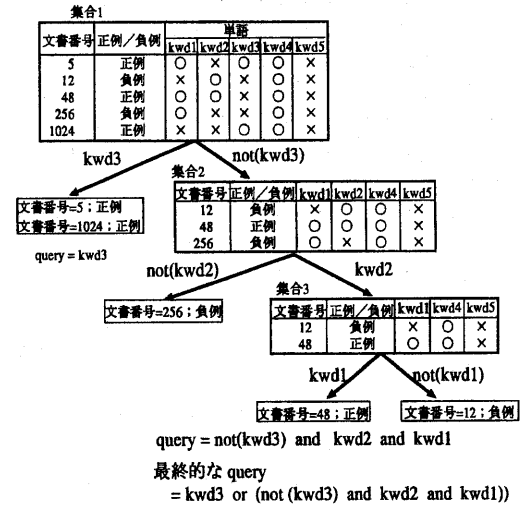 集合1
単語
文書番号 正例／負例 kwd1 kwd2 kwd3 kwd4 kwd5
5 正例 ○ × ○ ○ ×
12 負例 × ○ × ○ ×
48 正例 ○ ○ × ○ ×
256 負例 ○ × × ○ ×
1024 正例 × × ○ ○ ×
kwd3 not(kwd3)
集合2
文書番号 正例／負例 kwd1 kwd2 kwd4 kwd5
12 負例 × ○ ○ ×
48 正例 ○ ○ ○ ×
256 負例 ○ × ○ ×
文書番号=5；正例
文書番号=1024；正例
query = kwd3
not(kwd2) kwd2
集合3
文書番号 正例／負例 kwd1 kwd4 kwd5
12 負例 × ○ ×
48 正例 ○ ○ ×
文書番号=256；負例
kwd1 not(kwd1)
文書番号=48；正例 文書番号=12；負例
query = not(kwd3) and kwd2 and kwd1
最終的な query
= kwd3 or (not (kwd3) and kwd2 and kwd1))